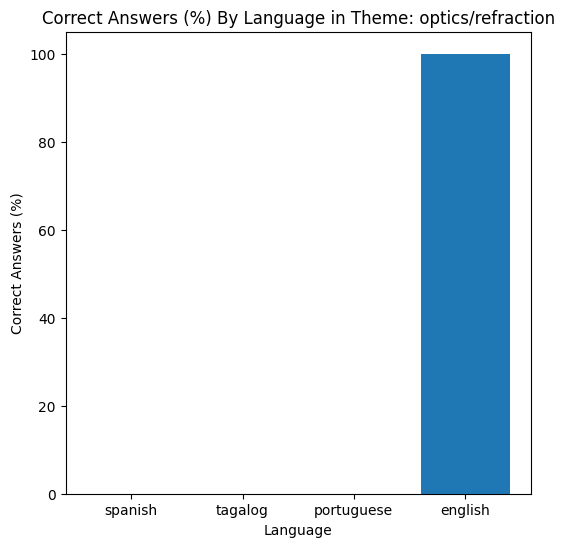 Correct Answers (%) By Language in Theme: optics/refraction
100
80
60
40
20
0
Correct Answers (%)
spanish tagalog portuguese english
Language